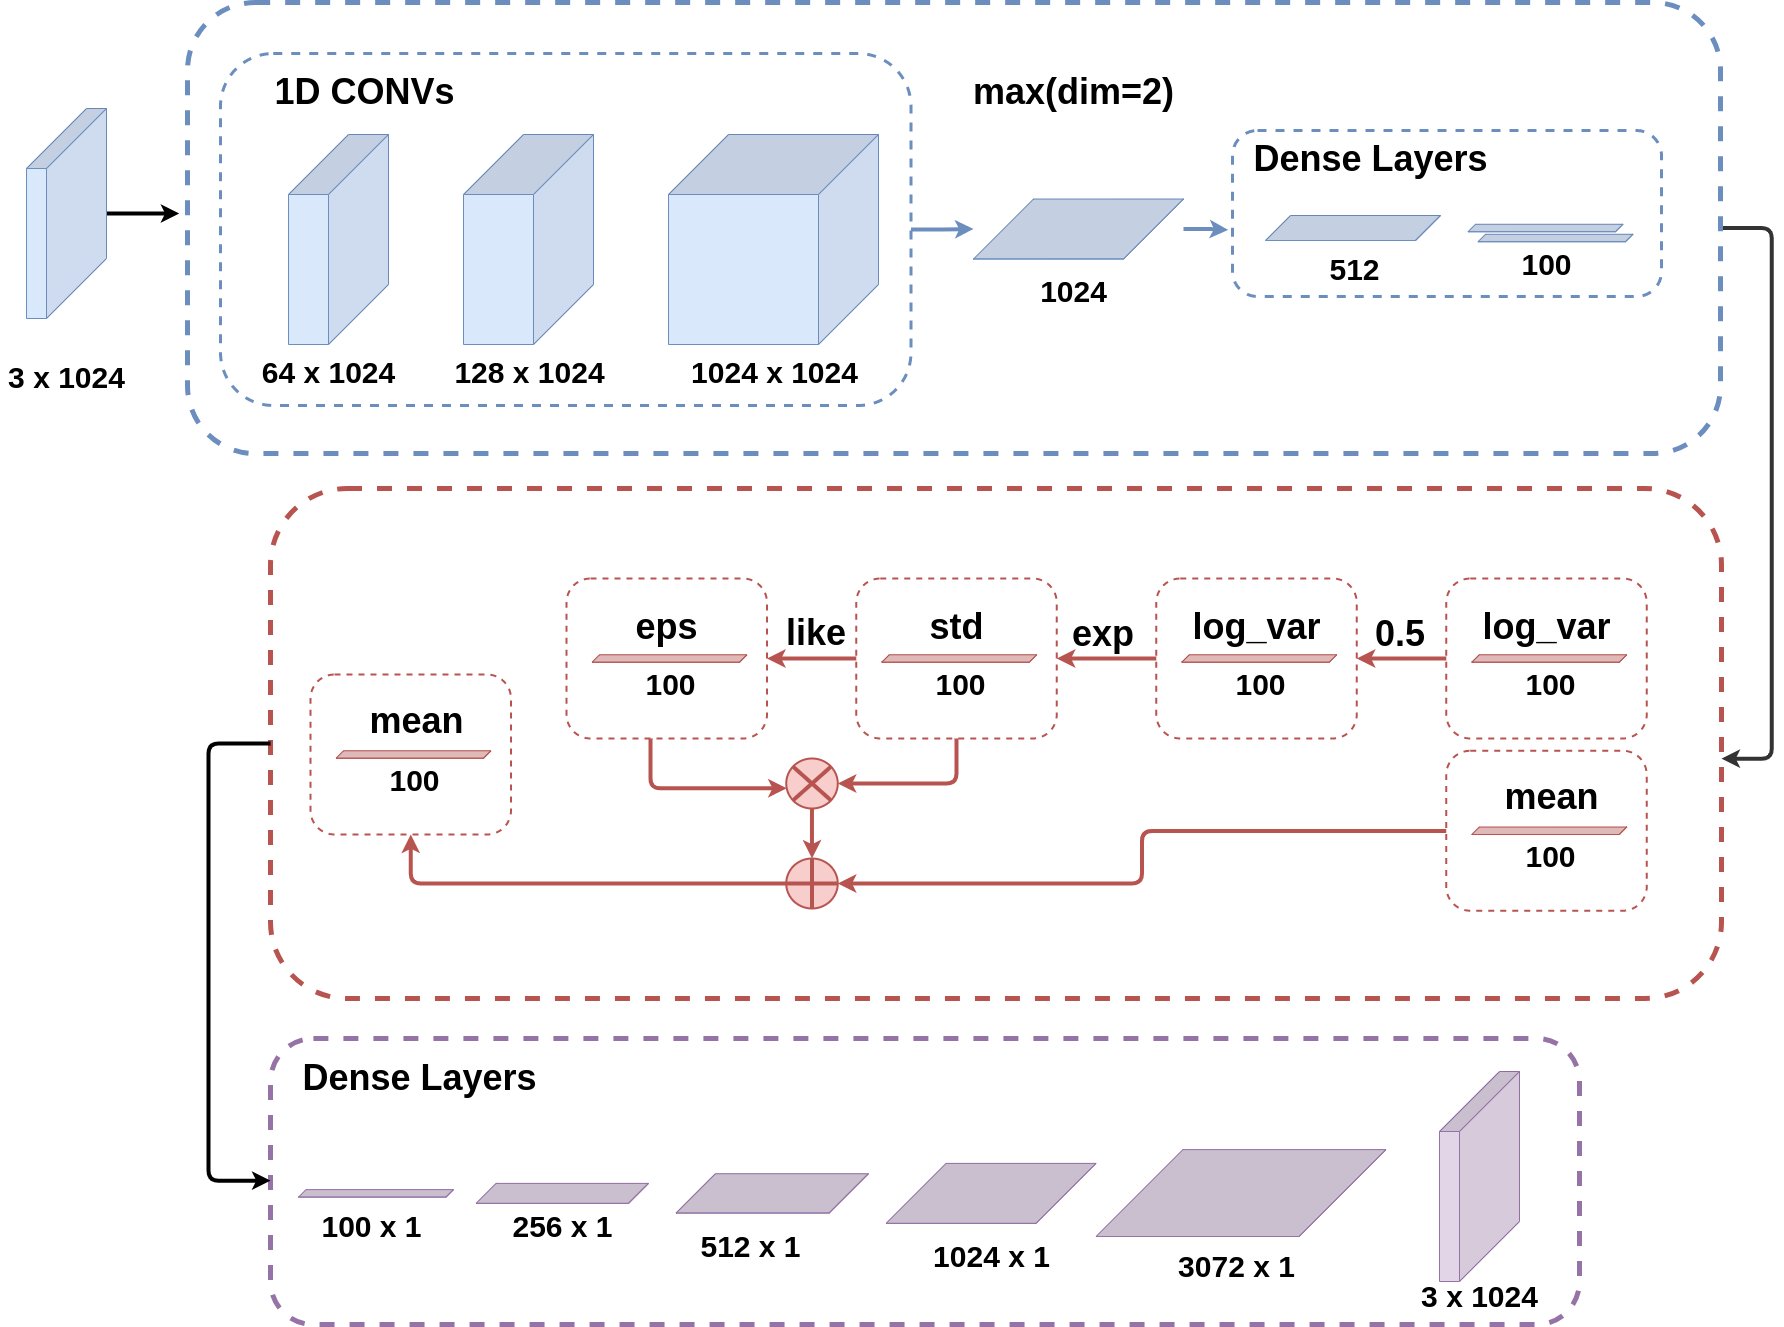 1D CONVs
max(dim=2)
Dense Layers
512
100
1024
3 x 1024
64 x 1024
128 x 1024
1024 x 1024
eps
like
std
exp
log_var
0.5
log_var
100
100
100
100
mean
100
mean
100
Dense Layers
100 x 1
256 x 1
512 x 1
1024 x 1
3072 x 1
3 x 1024